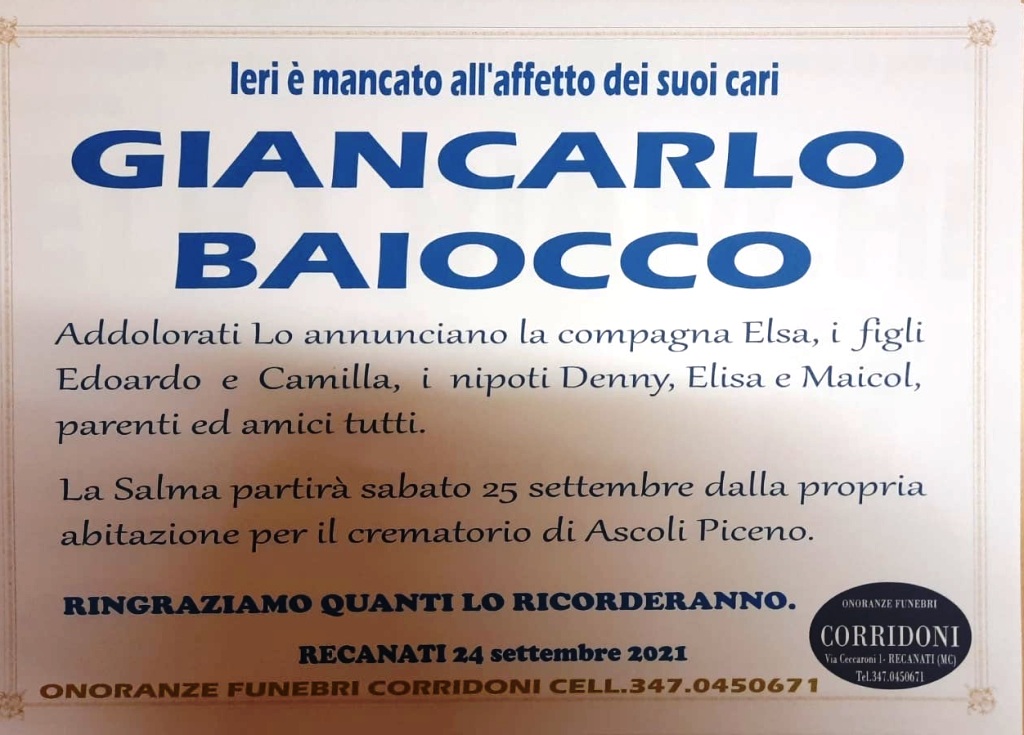 Ieri è mancato all'affetto dei suoi cari
GIANCARLO
BAIOCCO
Addolorati Lo annunciano la compagna Elsa, i figli
Edoardo e Camilla, i nipoti Denny, Elisa e Maicol,
parenti ed amici tutti.
La Salma partirà sabato 25 settembre dalla propria
abitazione per il crematorio di Ascoli Piceno.
RINGRAZIAMO QUANTI LO RICORDERANNO.
RECANATI 24 settembre 2021
ONORANZE FUNEBRI CORRIDONI CELL.347.0450671
ONORANZE FUNEBRI
CORRIDONI
Via Ceccaroni 1- RECANATI (MC)
Tel.347.0450671